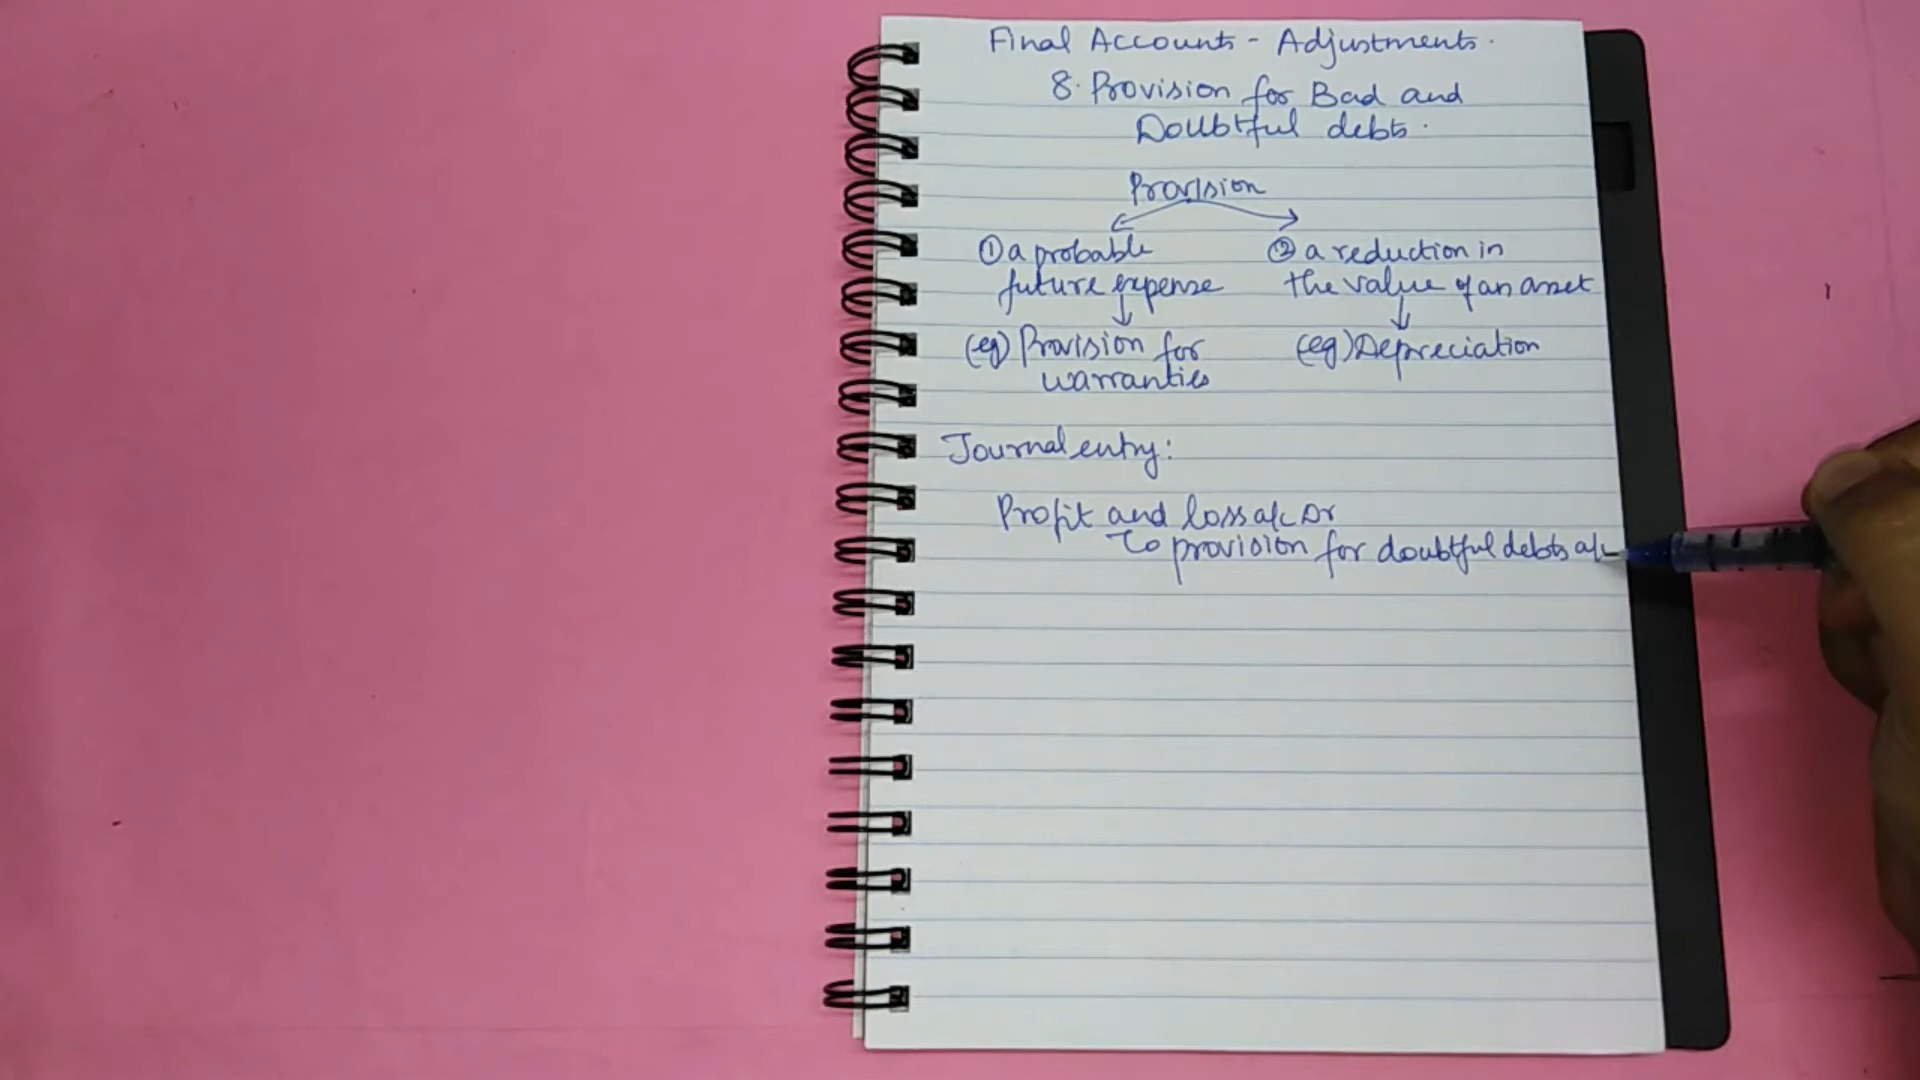 Final Accounts - Adjustments.
8. Provision for Bad and
Doubtful debts.
Provision
① a probable ② a reduction in
future expense the value of an asset
(eg) Provision for (eg) Depreciation
warranties
Journal entry:
Profit and loss a/c Dr
To provision for doubtful debts a/c